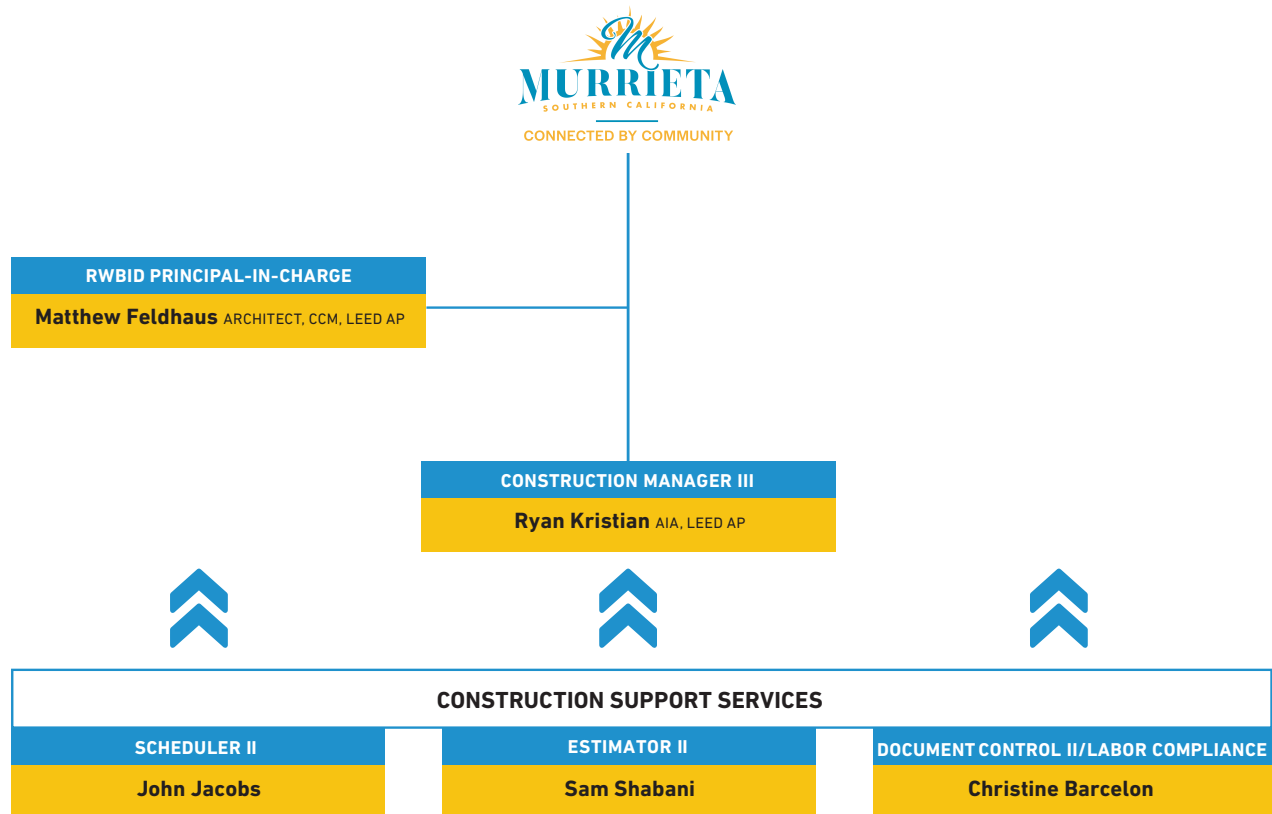 M
MURRIETA
SOUTHERN CALIFORNIA
CONNECTED BY COMMUNITY
RWBID PRINCIPAL-IN-CHARGE
Matthew Feldhaus ARCHITECT, CCM, LEED AP
CONSTRUCTION MANAGER III
Ryan Kristian AIA, LEED AP
CONSTRUCTION SUPPORT SERVICES
SCHEDULER II
John Jacobs
ESTIMATOR II
Sam Shabani
DOCUMENT CONTROL II/LABOR COMPLIANCE
Christine Barcelon